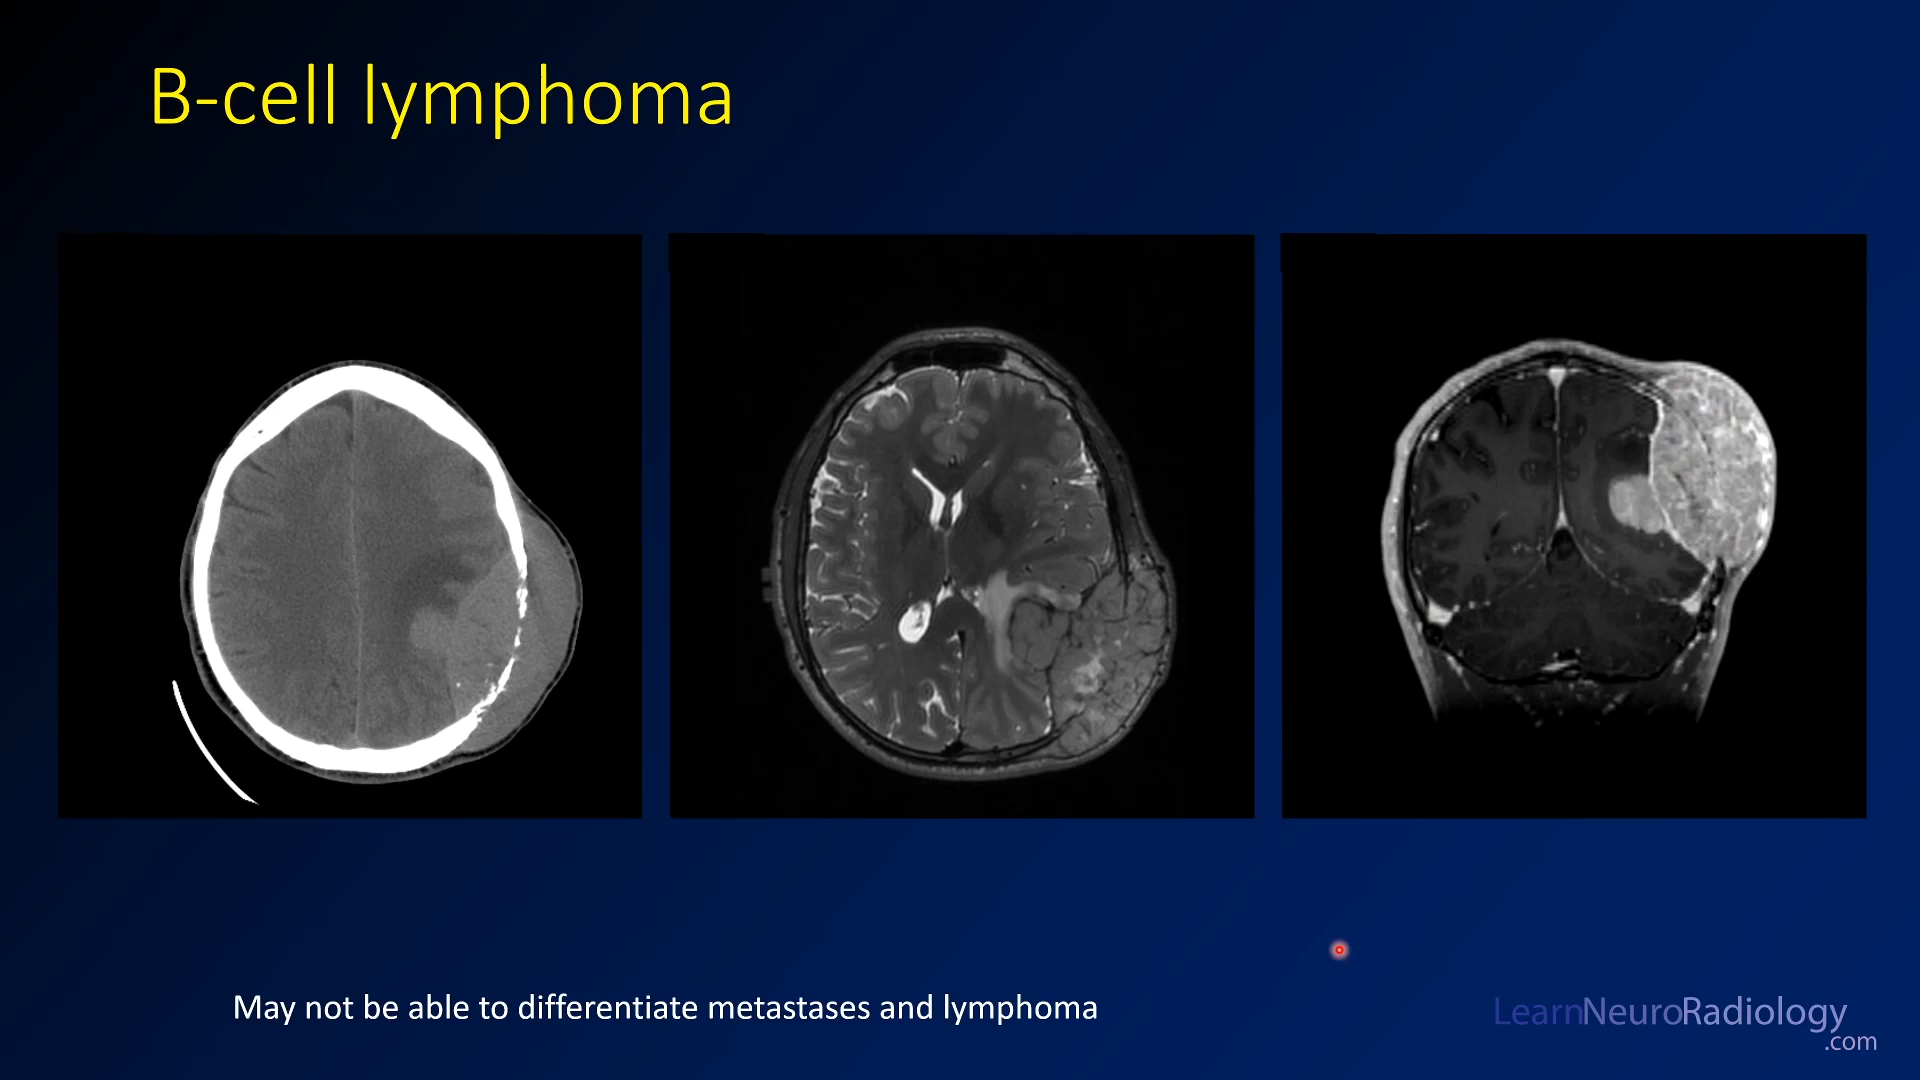 B-cell lymphoma
May not be able to differentiate metastases and lymphoma
LearnNeuroRadiology
.com